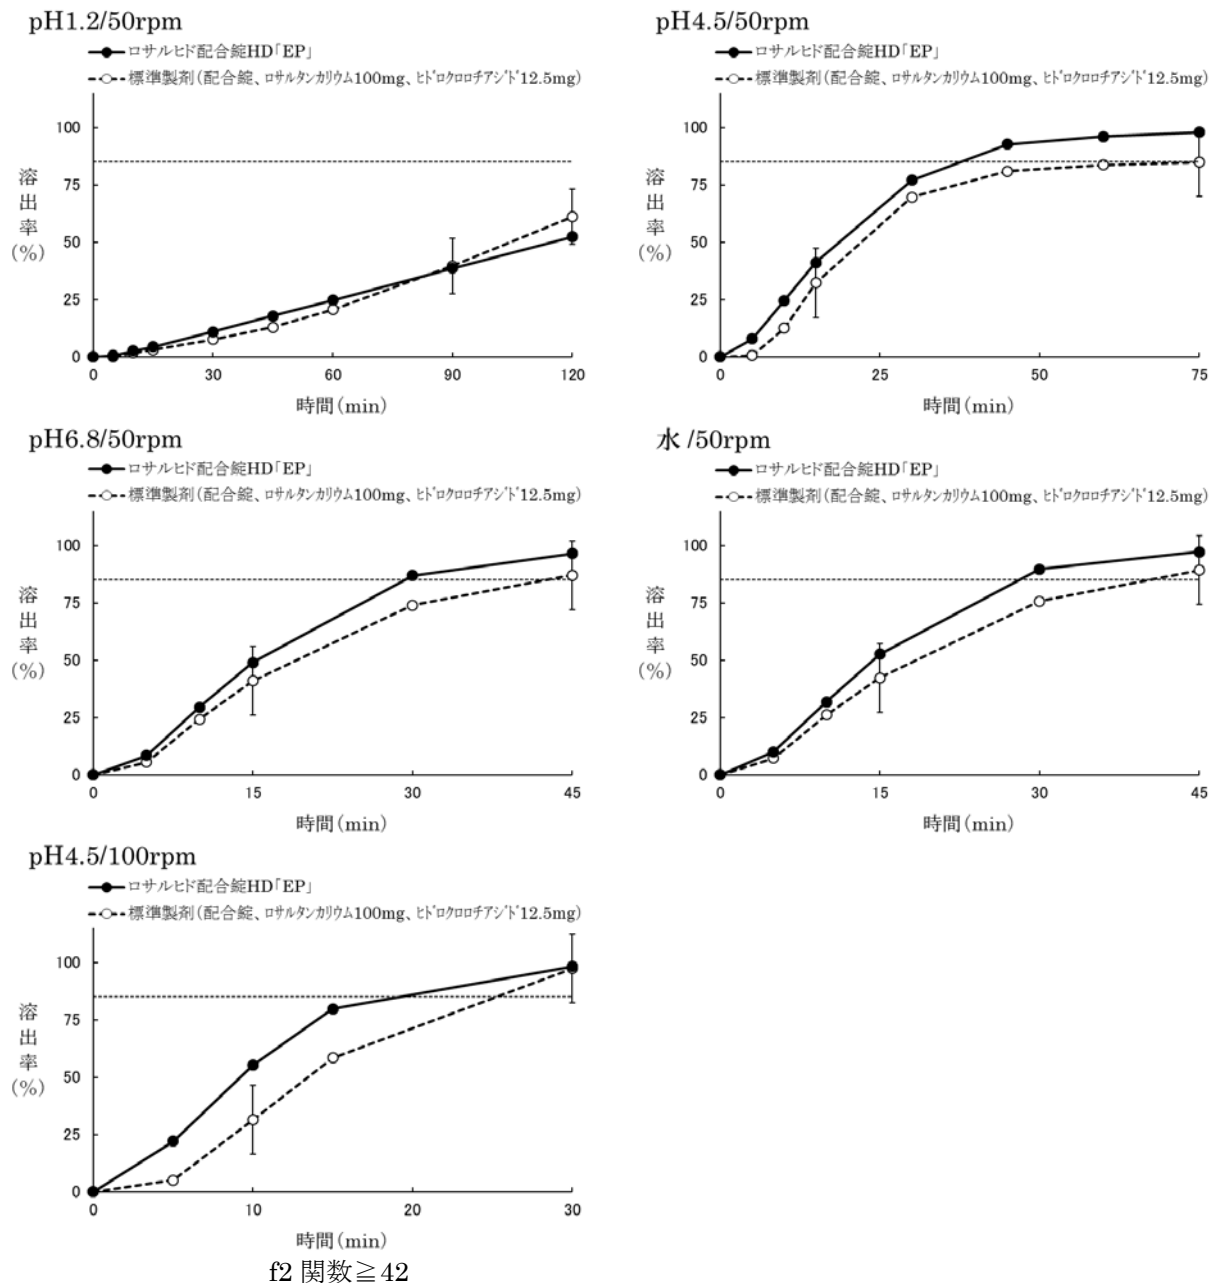 pH1.2/50rpm
ロサルヒド配合錠HD「EP」
標準製剤(配合錠、ロサルタンカリウム100mg、ヒドロクロロチアジド12.5mg)
100
75
50
25
0
溶出率(%)
0 30 60 90 120
時間(min)
pH4.5/50rpm
ロサルヒド配合錠HD「EP」
標準製剤(配合錠、ロサルタンカリウム100mg、ヒドロクロロチアジド12.5mg)
100
75
50
25
0
溶出率(%)
0 25 50 75
時間(min)
pH6.8/50rpm
ロサルヒド配合錠HD「EP」
標準製剤(配合錠、ロサルタンカリウム100mg、ヒドロクロロチアジド12.5mg)
100
75
50
25
0
溶出率(%)
0 15 30 45
時間(min)
水 /50rpm
ロサルヒド配合錠HD「EP」
標準製剤(配合錠、ロサルタンカリウム100mg、ヒドロクロロチアジド12.5mg)
100
75
50
25
0
溶出率(%)
0 15 30 45
時間(min)
pH4.5/100rpm
ロサルヒド配合錠HD「EP」
標準製剤(配合錠、ロサルタンカリウム100mg、ヒドロクロロチアジド12.5mg)
100
75
50
25
0
溶出率(%)
0 10 20 30
時間(min)
f2 関数≧42